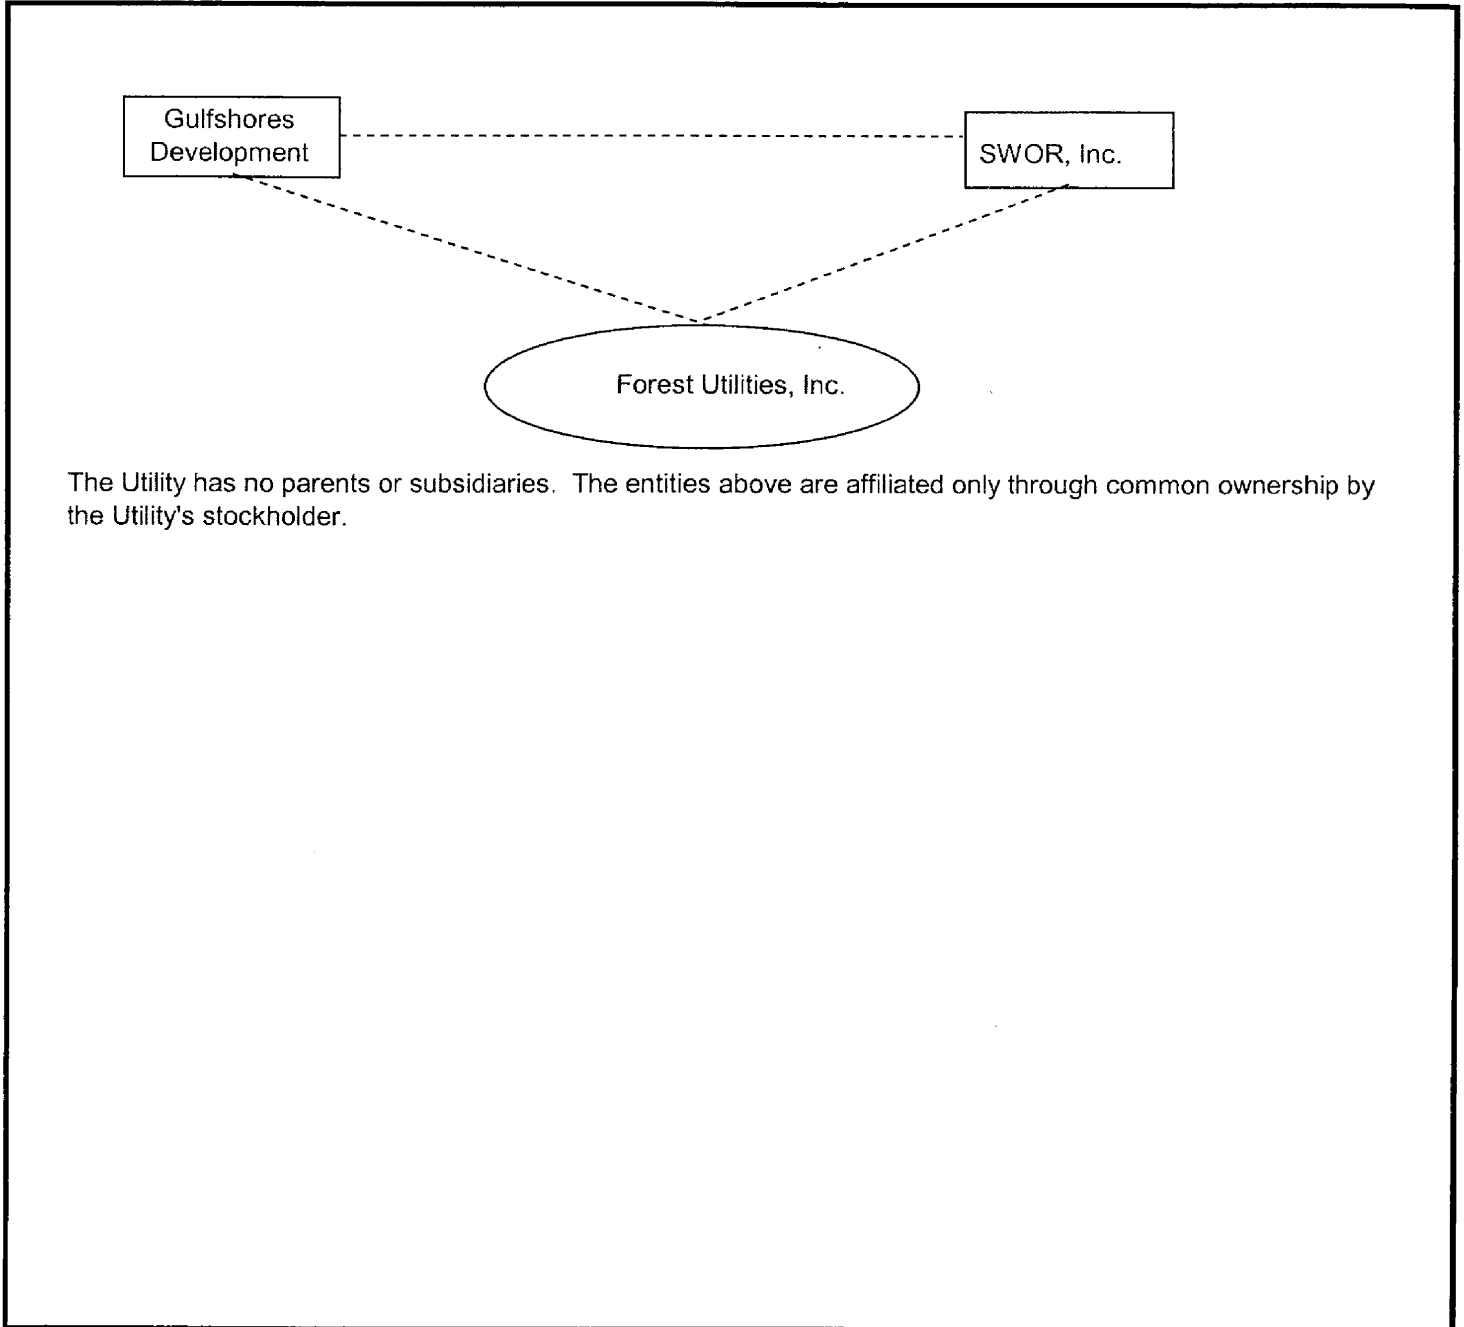 Gulfshores
Development
SWOR, Inc.
Forest Utilities, Inc.
The Utility has no parents or subsidiaries.  The entities above are affiliated only through common ownership by
the Utility's stockholder.